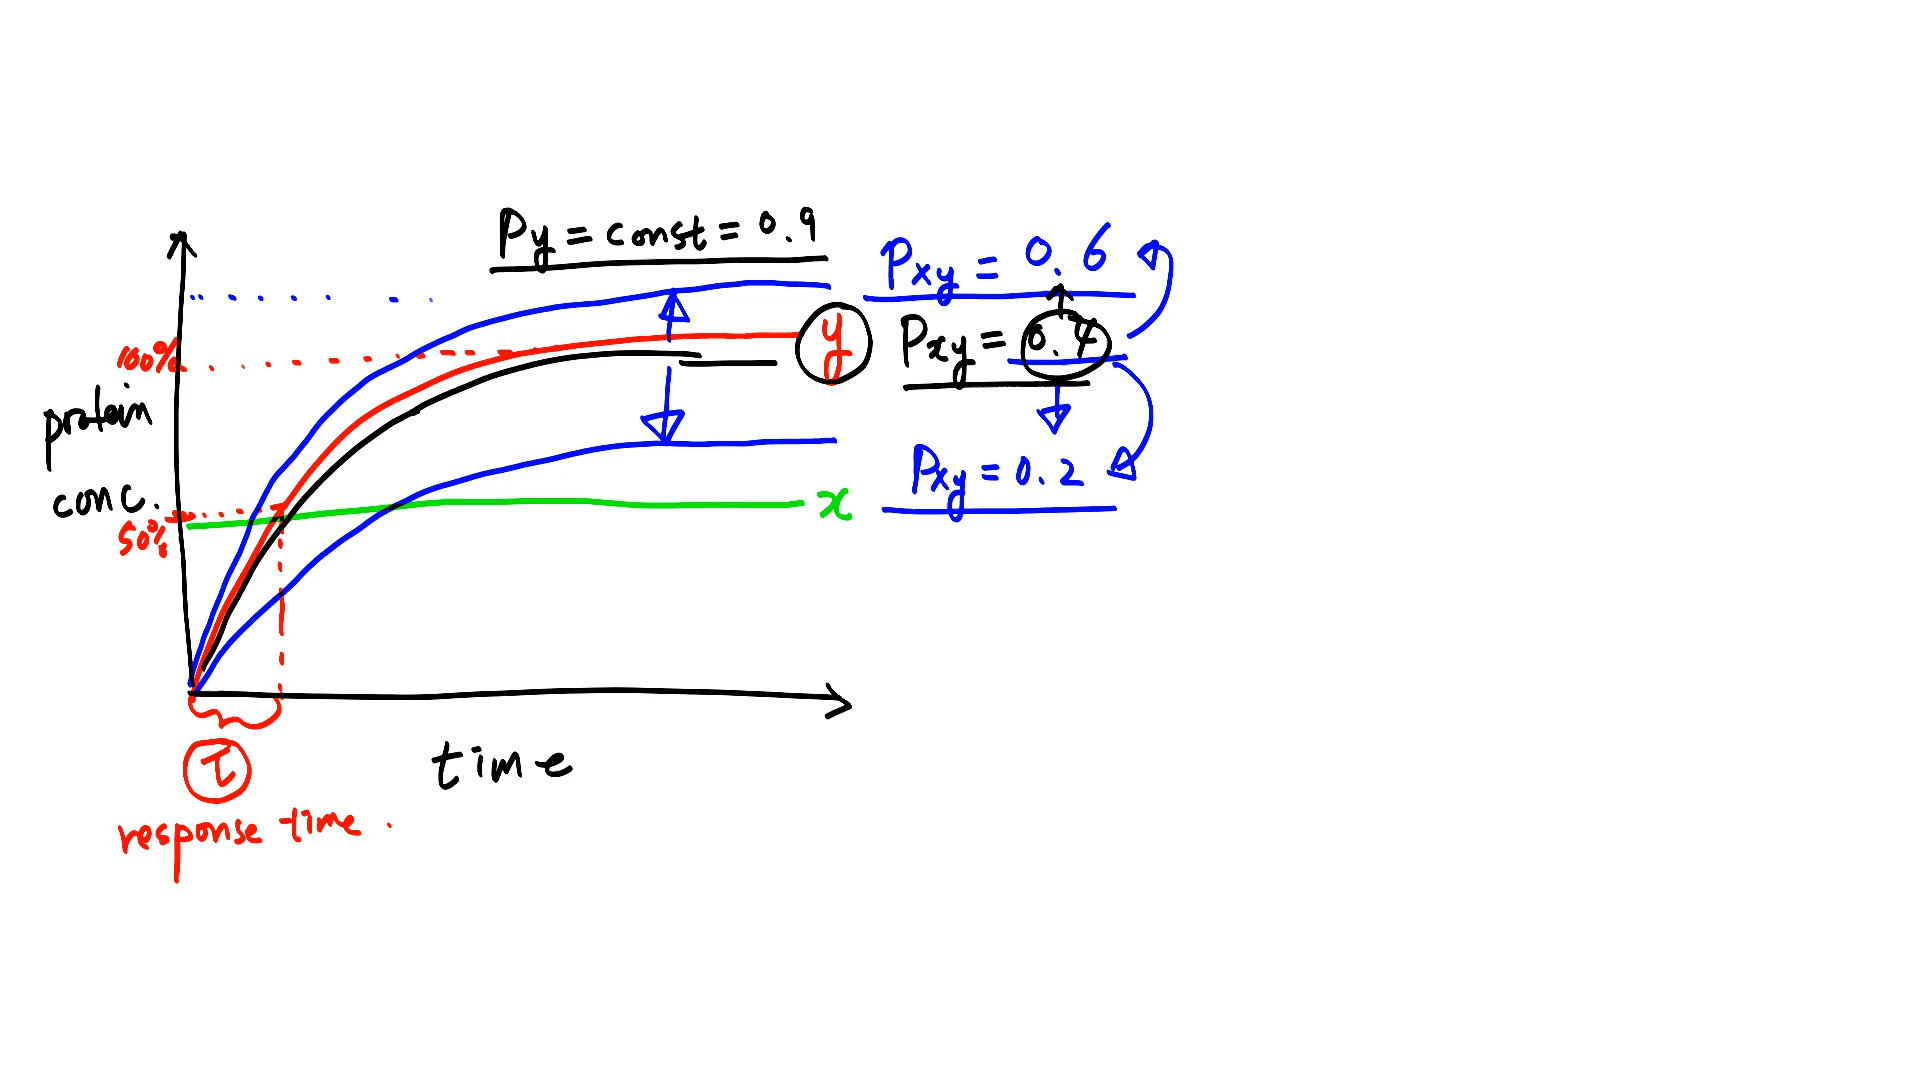 Py = const = 0.9
Pxy = 0.6
100%
y
Pxy = 0.4
protein
conc.
Pxy = 0.2
50%
x
τ
time
response time.